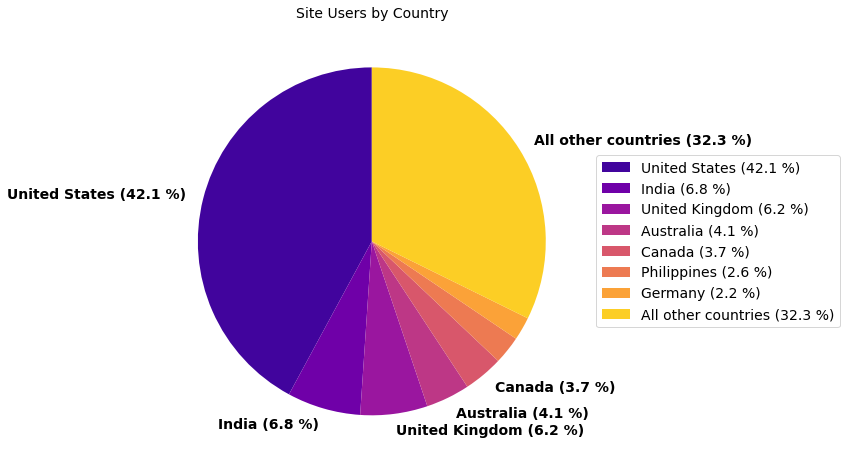 Site Users by Country
All other countries (32.3 %)
United States (42.1 %)
India (6.8 %)
United Kingdom (6.2 %)
Australia (4.1 %)
Canada (3.7 %)
United States (42.1 %)
India (6.8 %)
United Kingdom (6.2 %)
Australia (4.1 %)
Canada (3.7 %)
Philippines (2.6 %)
Germany (2.2 %)
All other countries (32.3 %)